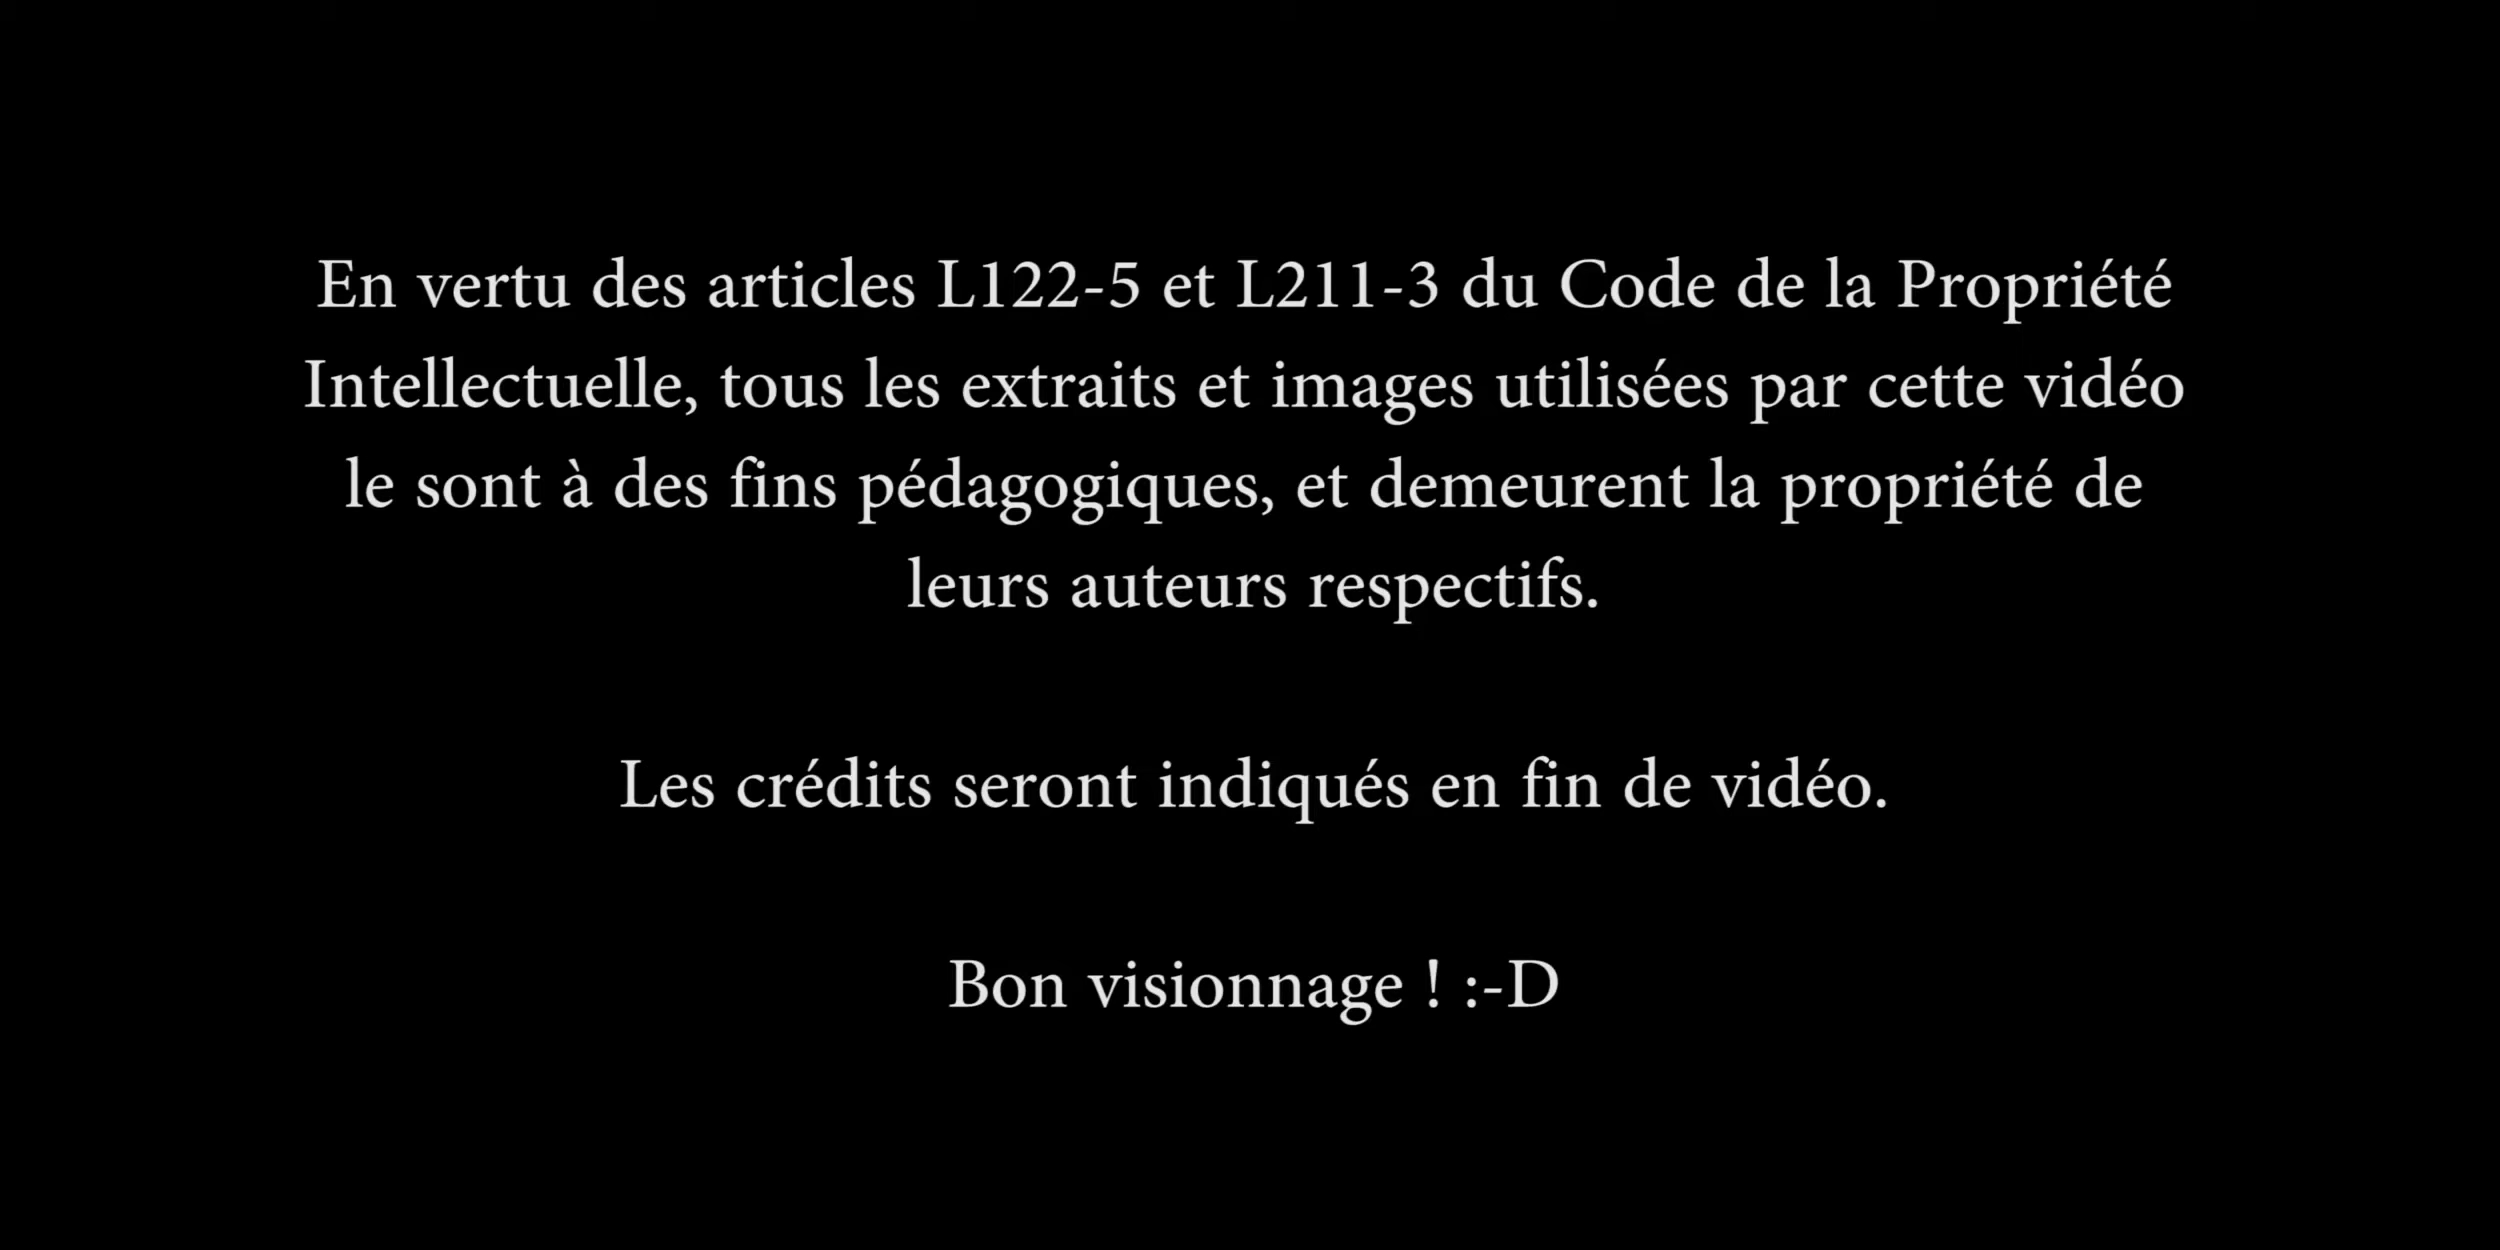 En vertu des articles L122-5 et L211-3 du Code de la Propriété
Intellectuelle, tous les extraits et images utilisées par cette vidéo
le sont à des fins pédagogiques, et demeurent la propriété de
leurs auteurs respectifs.
Les crédits seront indiqués en fin de vidéo.
Bon visionnage ! :-D